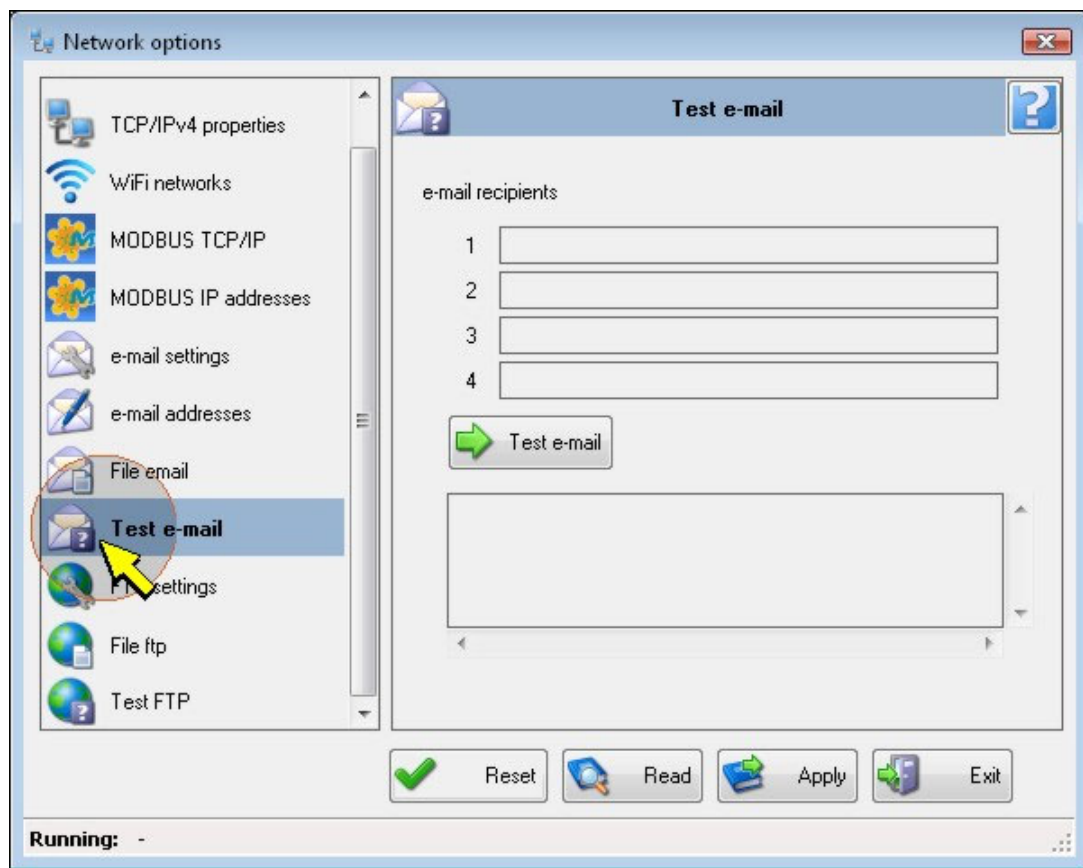 Network options
TCP/IPv4 properties
WiFi networks
MODBUS TCP/IP
MODBUS IP addresses
e-mail settings
e-mail addresses
File email
Test e-mail
settings
File ftp
Test FTP
Test e-mail
e-mail recipients
1
2
3
4
Test e-mail
Reset
Read
Apply
Exit
Running: -